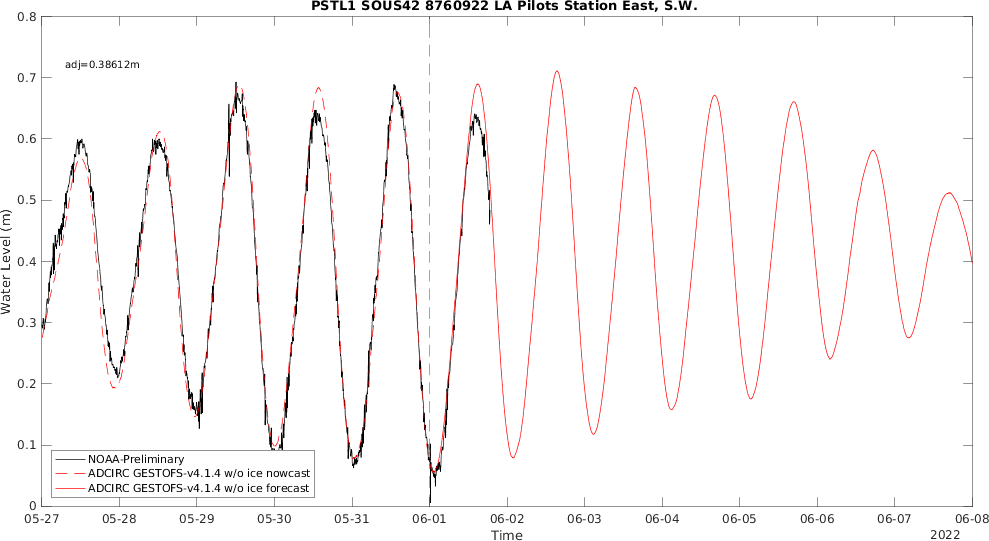 PSTL1 SOUS42 8760922 LA Pilots Station East, S.W.
adj=0.38612m
Water Level (m)
0.8
0.7
0.6
0.5
0.4
0.3
0.2
0.1
0
NOAA-Preliminary
ADCIRC GESTOFS-v4.1.4 w/o ice nowcast
ADCIRC GESTOFS-v4.1.4 w/o ice forecast
05-27 05-28 05-29 05-30 05-31 06-01 06-02 06-03 06-04 06-05 06-06 06-07 06-08
Time
2022